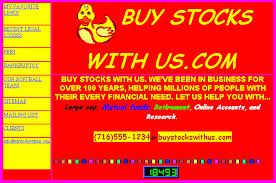 MY FAVORITE
LINKS
RECENT LEGAL
ISSUES
FEES
BANKRUPTCY
OUR SOFTBALL
TEAM
SITEMAP
MAILING LIST
CLIENTS
BUY STOCKS
WITH US.COM
BUY STOCKS WITH US. WE'VE BEEN IN BUSINESS FOR
OVER 100 YEARS, HELPING MILLIONS OF PEOPLE WITH
THEIR EVERY FINANCIAL NEED. LET US HELP YOU WITH...
Large cap, Mutual Funds, Retirement, Online Accounts, and
Research.
(716)555-1234 or buystockswithus.com
18493